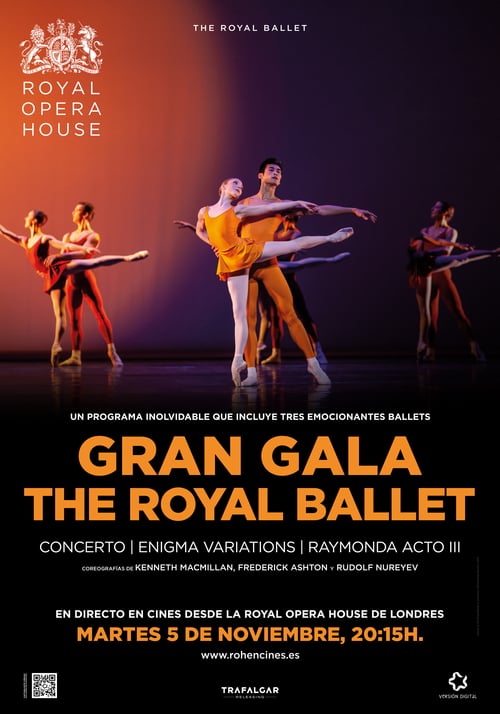 THE ROYAL BALLET
ROYAL
OPERA
HOUSE
UN PROGRAMA INOLVIDABLE QUE INCLUYE TRES EMOCIONANTES BALLETS
GRAN GALA
THE ROYAL BALLET
CONCERTO | ENIGMA VARIATIONS | RAYMONDA ACTO III
COREOGRAFÍAS DE KENNETH MACMILLAN, FREDERICK ASHTON Y RUDOLF NUREYEV
EN DIRECTO EN CINES DESDE LA ROYAL OPERA HOUSE DE LONDRES
MARTES 5 DE NOVIEMBRE, 20:15H.
www.rohencines.es
TRAFALGAR
RELEASING
VERSIÓN DIGITAL